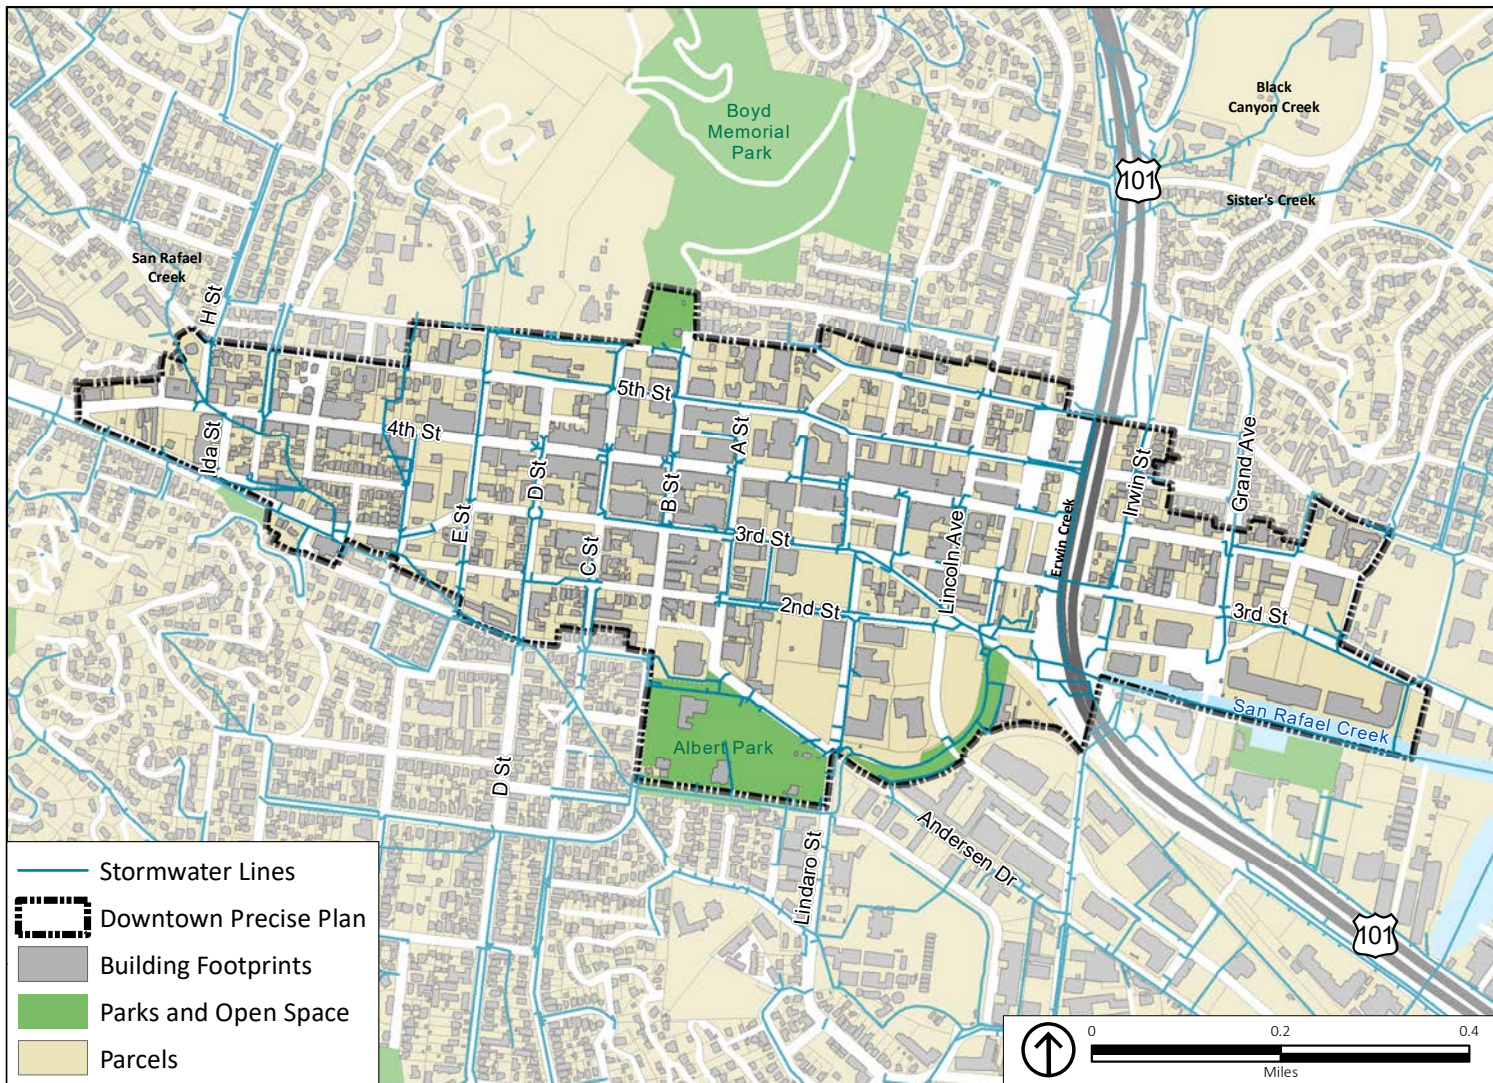 Black
Canyon Creek
Boyd
Memorial
Park
101
Sister's Creek
San Rafael
Creek
H St
5th St
4th St
A St
Ida St
D St
B St
E St
C St
3rd St
2nd St
Lincoln Ave
Erwin Creek
Irwin St
Grand Ave
3rd St
San Rafael Creek
Albert Park
D St
Andersen Dr
Lindaro St
101
Stormwater Lines
Downtown Precise Plan
Building Footprints
Parks and Open Space
Parcels
0 0.2 0.4
Miles